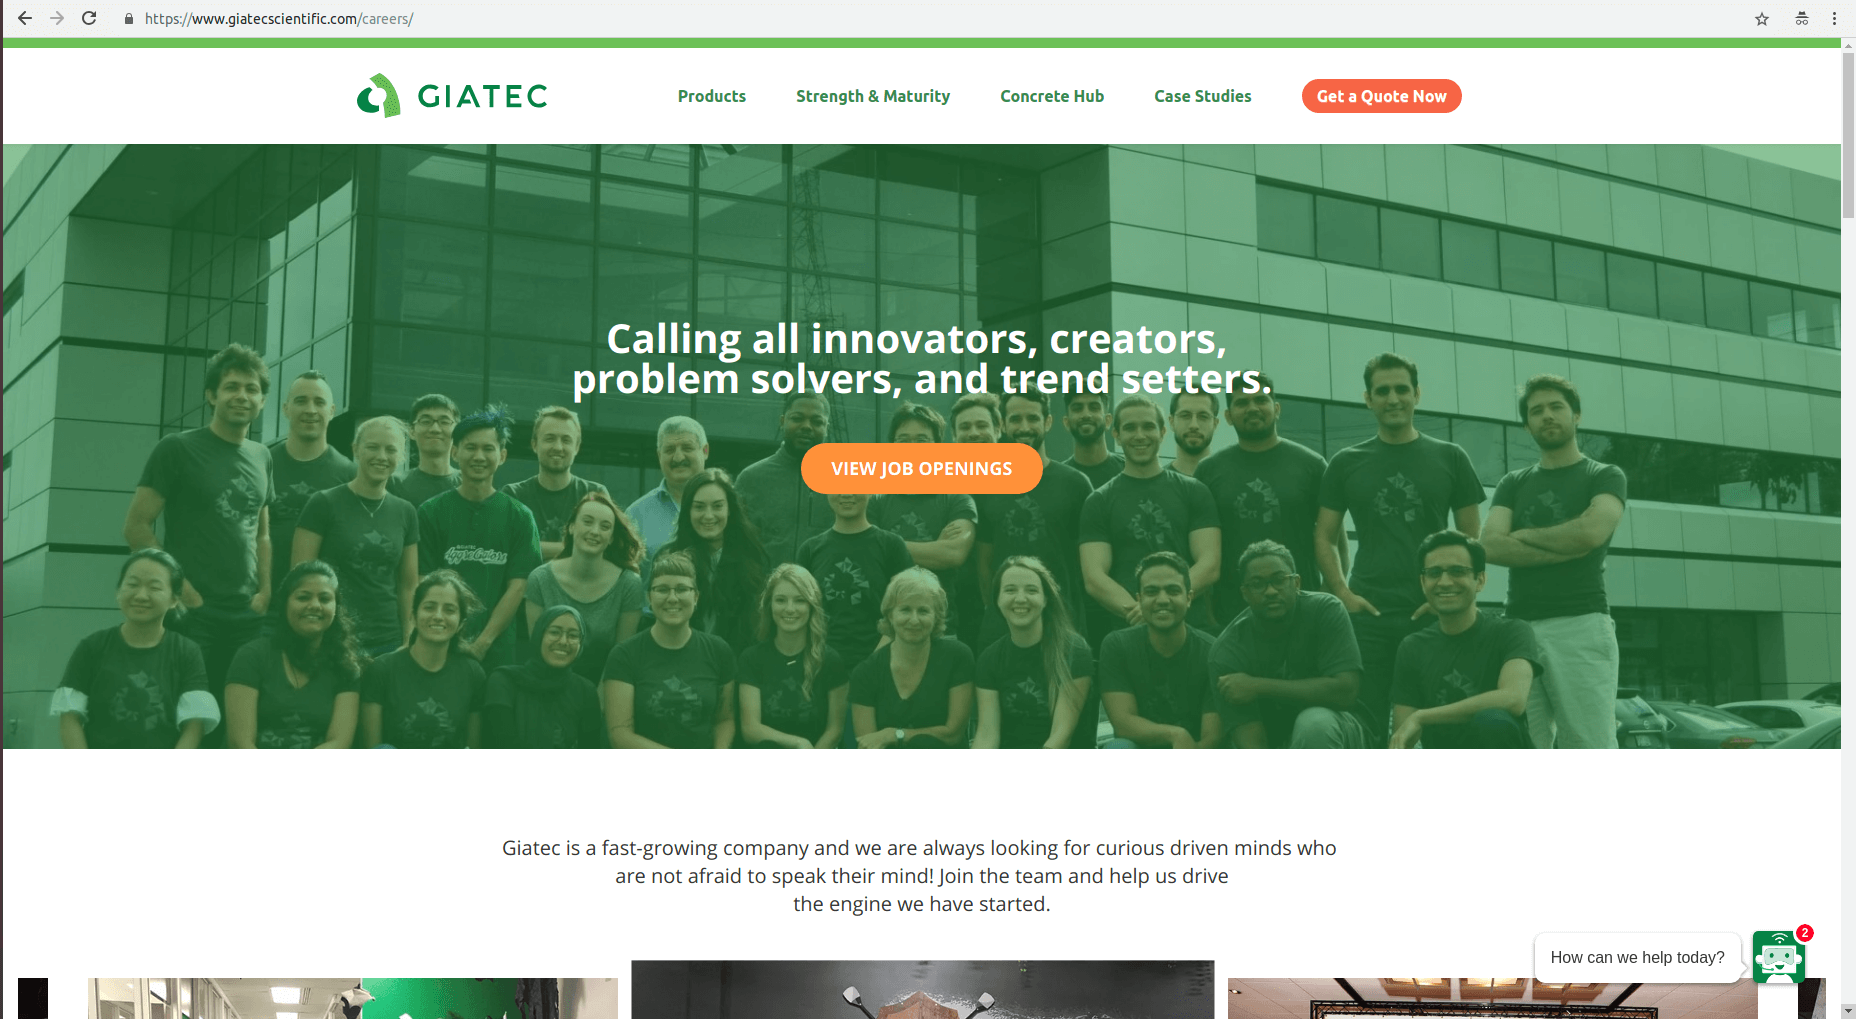 https://www.giatecscientific.com/careers/
GIATEC
Products
Strength & Maturity
Concrete Hub
Case Studies
Get a Quote Now
Calling all innovators, creators,
problem solvers, and trend setters.
VIEW JOB OPENINGS
Giatec is a fast-growing company and we are always looking for curious driven minds who
are not afraid to speak their mind! Join the team and help us drive
the engine we have started.
How can we help today?
2